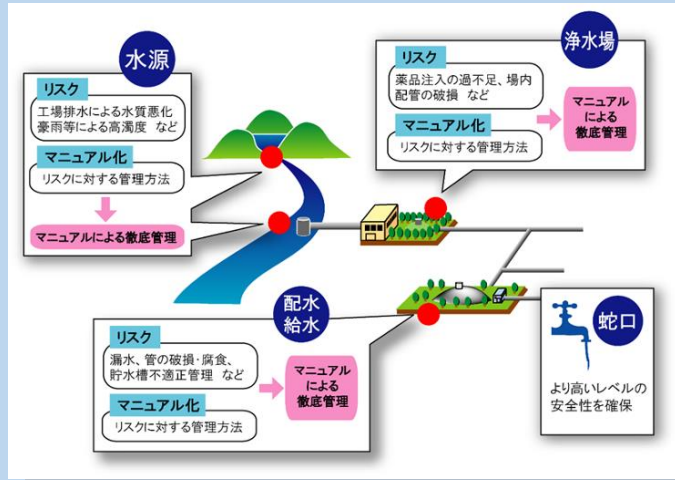 水源
リスク
工場排水による水質悪化
豪雨等による高濁度 など
マニュアル化
リスクに対する管理方法
マニュアルによる徹底管理
浄水場
リスク
薬品注入の過不足、場内
配管の破損 など
マニュアル化
リスクに対する管理方法
マニュアル
による
徹底管理
配水
給水
リスク
漏水、管の破損・腐食、
貯水槽不適正管理 など
マニュアル化
リスクに対する管理方法
マニュアル
による
徹底管理
蛇口
より高いレベルの
安全性を確保